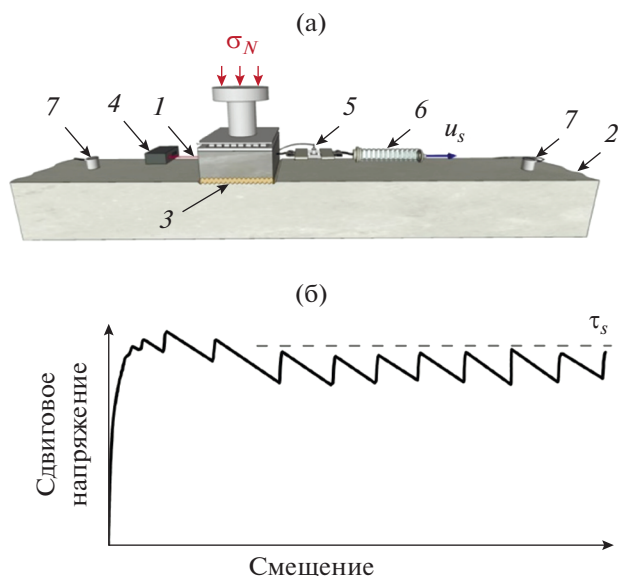 (а)
σN
7
4
1
5
6
us
7
2
3
(б)
τs
Сдвиговое
напряжение
Смещение